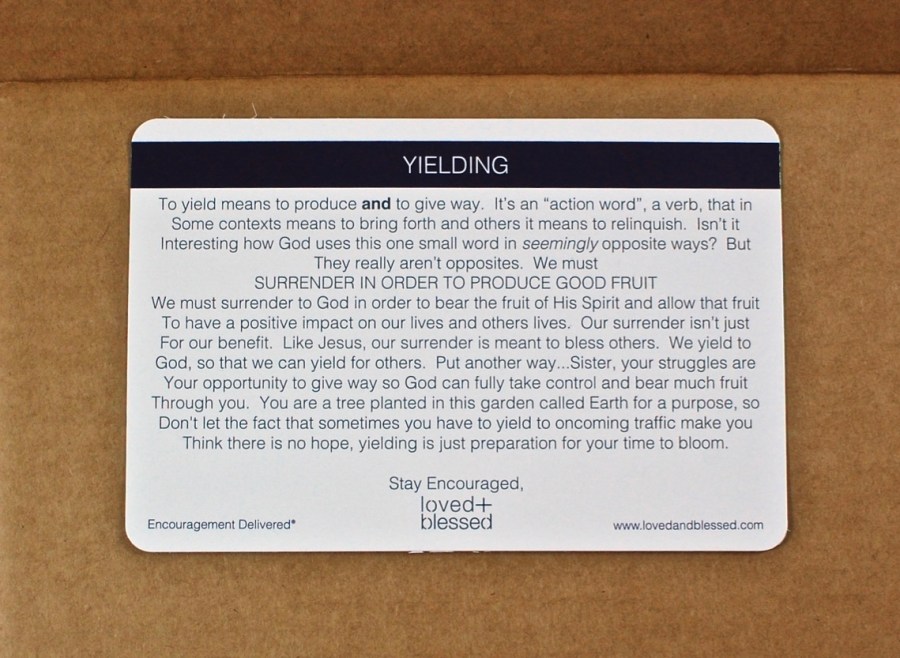 YIELDING
To yield means to produce and to give way. It's an "action word", a verb, that in
Some contexts means to bring forth and others it means to relinquish. Isn't it
Interesting how God uses this one small word in seemingly opposite ways? But
They really aren't opposites. We must
SURRENDER IN ORDER TO PRODUCE GOOD FRUIT
We must surrender to God in order to bear the fruit of His Spirit and allow that fruit
To have a positive impact on our lives and others lives. Our surrender isn't just
For our benefit. Like Jesus, our surrender is meant to bless others. We yield to
God, so that we can yield for others. Put another way...Sister, your struggles are
Your opportunity to give way so God can fully take control and bear much fruit
Through you. You are a tree planted in this garden called Earth for a purpose, so
Don't let the fact that sometimes you have to yield to oncoming traffic make you
Think there is no hope, yielding is just preparation for your time to bloom.
Stay Encouraged,
loved+
blessed
Encouragement Delivered®
www.lovedandblessed.com